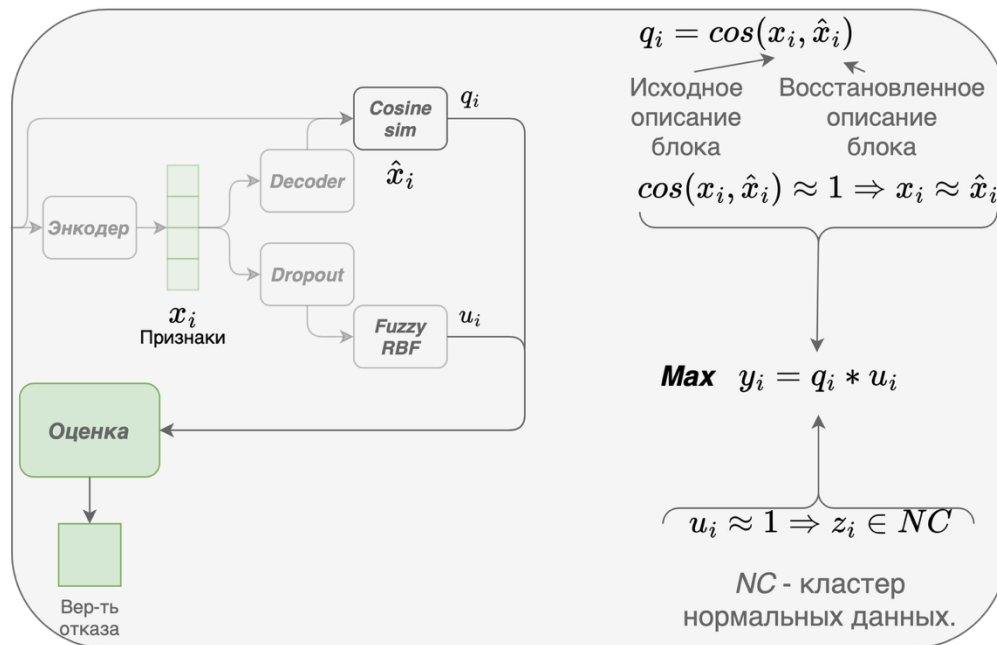 Cosine
sim
q_i
Энкодер
Decoder
x̂_i
Dropout
x_i
Признаки
Fuzzy
RBF
u_i
Оценка
Вер-ть
отказа
q_i = cos(x_i, x̂_i)
Исходное
описание
блока
Восстановленное
описание
блока
cos(x_i, x̂_i) ≈ 1 ⇒ x_i ≈ x̂_i
Max y_i = q_i * u_i
u_i ≈ 1 ⇒ z_i ∈ NC
NC - кластер
нормальных данных.